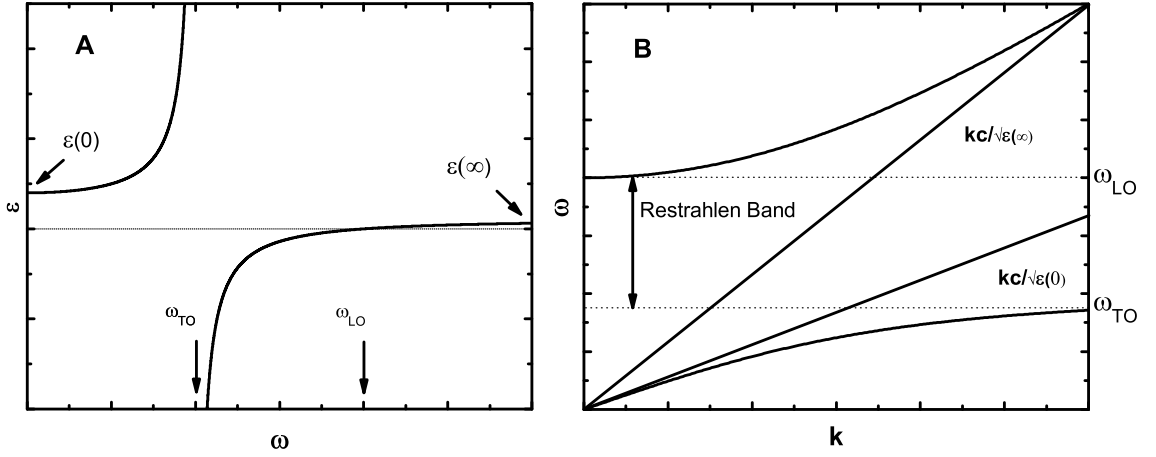 A
ε(0)
ε(∞)
ε
ω_TO
ω_LO
ω
B
kc/√ε(∞)
ω_LO
ω
Restrahlen Band
kc/√ε(0)
ω_TO
k